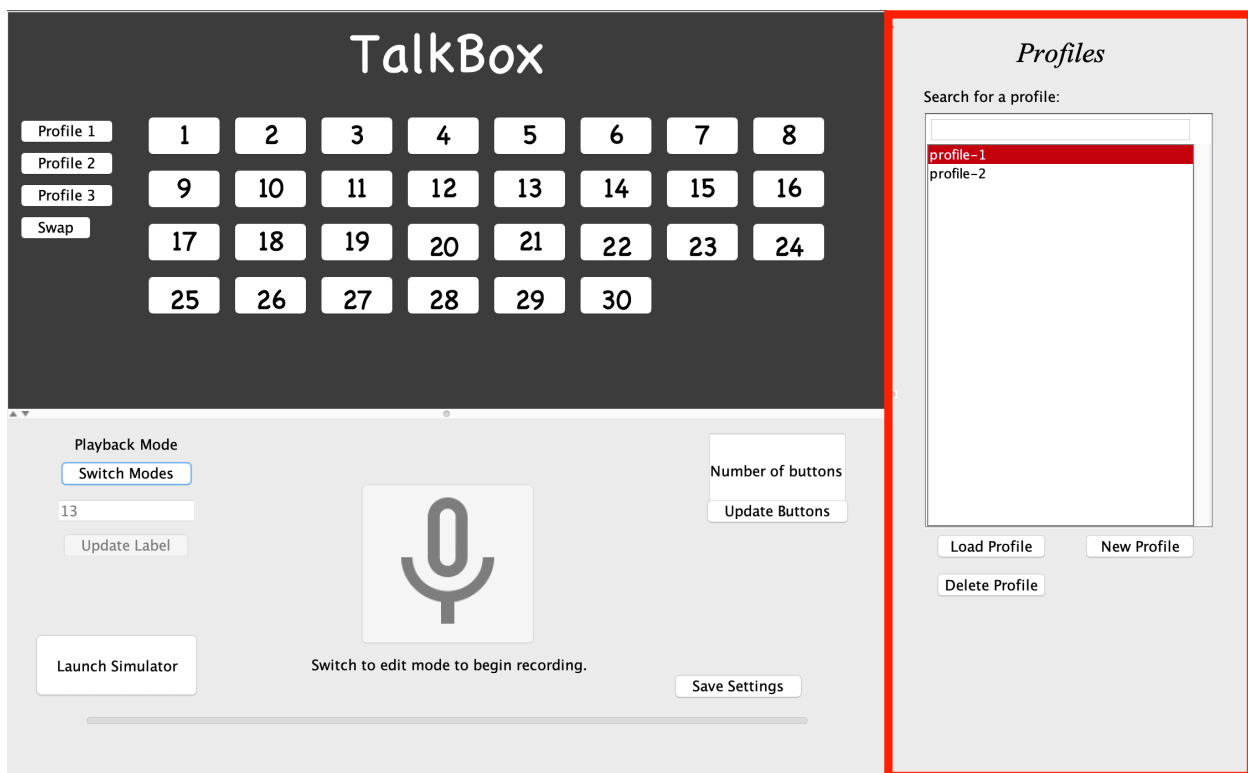 TalkBox
Profile 1
Profile 2
Profile 3
Swap
1 2 3 4 5 6 7 8
9 10 11 12 13 14 15 16
17 18 19 20 21 22 23 24
25 26 27 28 29 30
Playback Mode
Switch Modes
13
Update Label
Launch Simulator
Switch to edit mode to begin recording.
Number of buttons
Update Buttons
Save Settings
Profiles
Search for a profile:
profile-1
profile-2
Load Profile New Profile
Delete Profile